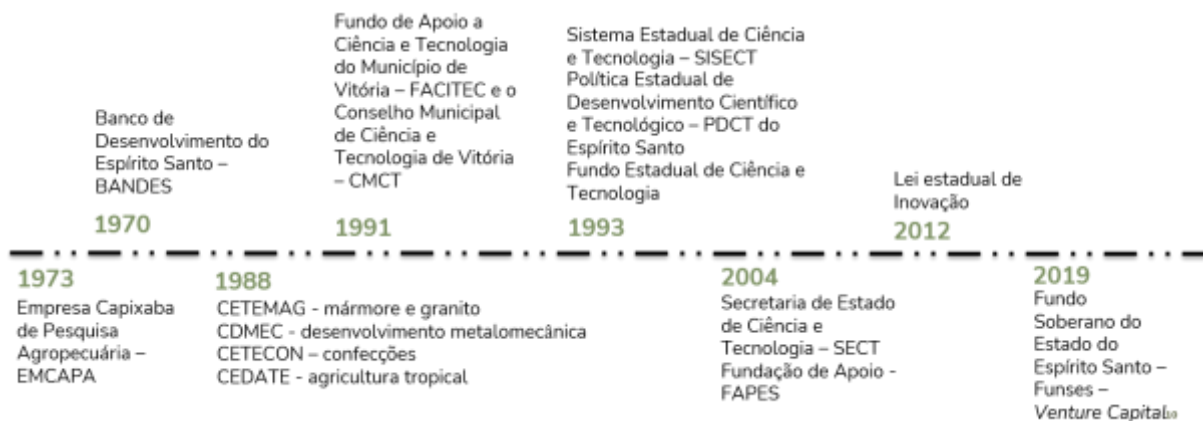 Banco de
Desenvolvimento do
Espírito Santo –
BANDES
1970
Fundo de Apoio a
Ciência e Tecnologia
do Município de
Vitória – FACITEC e o
Conselho Municipal
de Ciência e
Tecnologia de Vitória
– CMCT
1991
Sistema Estadual de Ciência
e Tecnologia – SISECT
Política Estadual de
Desenvolvimento Científico
e Tecnológico – PDCT do
Espírito Santo
Fundo Estadual de Ciência e
Tecnologia
1993
Lei estadual de
Inovação
2012
1973
Empresa Capixaba
de Pesquisa
Agropecuária –
EMCAPA
1988
CETEMAG - mármore e granito
CDMEC - desenvolvimento metalomecânica
CETECON – confecções
CEDATE - agricultura tropical
2004
Secretaria de Estado
de Ciência e
Tecnologia – SECT
Fundação de Apoio -
FAPES
2019
Fundo
Soberano do
Estado do
Espírito Santo –
Funses –
Venture Capital